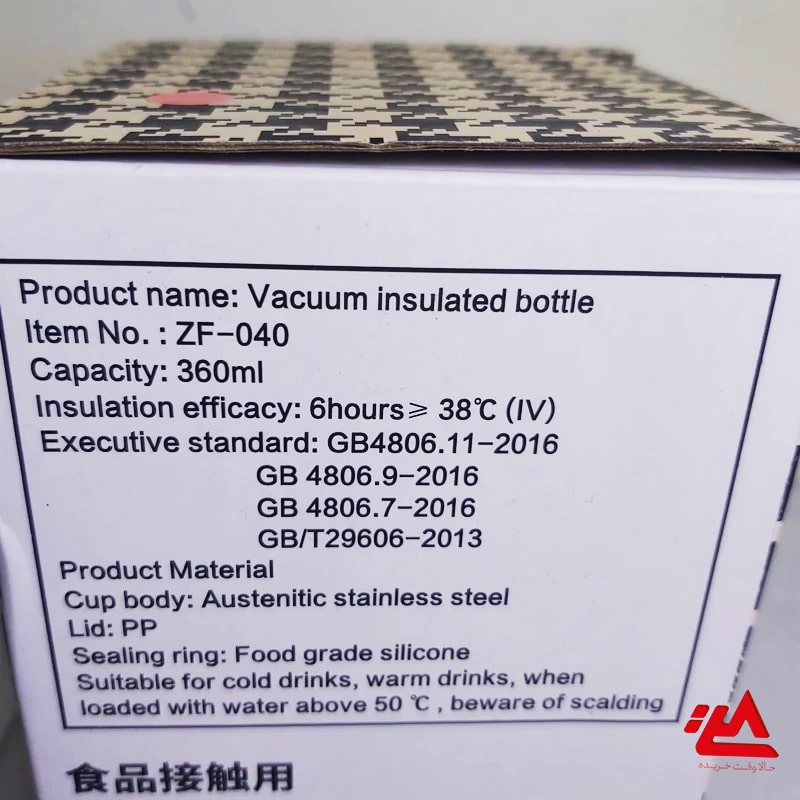 Product name: Vacuum insulated bottle
Item No. : ZF-040
Capacity: 360ml
Insulation efficacy: 6hours≥ 38℃ (IV)
Executive standard: GB4806.11-2016
GB 4806.9-2016
GB 4806.7-2016
GB/T29606-2013
Product Material
Cup body: Austenitic stainless steel
Lid: PP
Sealing ring: Food grade silicone
Suitable for cold drinks, warm drinks, when
loaded with water above 50 ℃ , beware of scalding
食品接触用
حالا وقت خریده